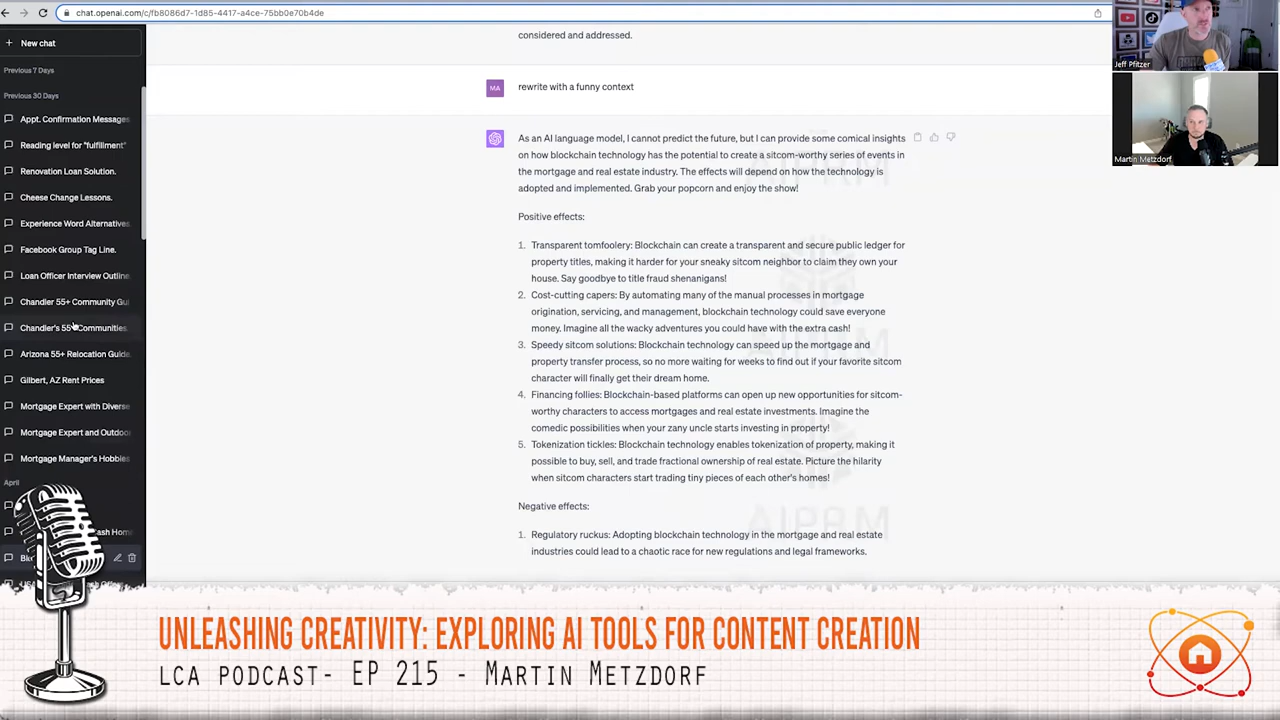 chat.openai.com/c/fb8086d7-1d85-4417-a4ce-75bb0e70b4de
Jeff Pfitzer
Martin Metzdorf
New chat
Previous 7 Days
Previous 30 Days
Appt. Confirmation Messages
Reading level for "fulfillment"
Renovation Loan Solution.
Cheese Change Lessons.
Experience Word Alternatives.
Facebook Group Tag Line.
Loan Officer Interview Outline
Chandler 55+ Community Gui
Chandler's 55+ Communities.
Arizona 55+ Relocation Guide.
Gilbert, AZ Rent Prices
Mortgage Expert with Diverse
Mortgage Expert and Outdoo
Mortgage Manager's Hobbies
April
considered and addressed.
MA
rewrite with a funny context
As an AI language model, I cannot predict the future, but I can provide some comical insights
on how blockchain technology has the potential to create a sitcom-worthy series of events in
the mortgage and real estate industry. The effects will depend on how the technology is
adopted and implemented. Grab your popcorn and enjoy the show!
Positive effects:
1. Transparent tomfoolery: Blockchain can create a transparent and secure public ledger for
property titles, making it harder for your sneaky sitcom neighbor to claim they own your
house. Say goodbye to title fraud shenanigans!
2. Cost-cutting capers: By automating many of the manual processes in mortgage
origination, servicing, and management, blockchain technology could save everyone
money. Imagine all the wacky adventures you could have with the extra cash!
3. Speedy sitcom solutions: Blockchain technology can speed up the mortgage and
property transfer process, so no more waiting for weeks to find out if your favorite sitcom
character will finally get their dream home.
4. Financing follies: Blockchain-based platforms can open up new opportunities for sitcom-
worthy characters to access mortgages and real estate investments. Imagine the
comedic possibilities when your zany uncle starts investing in property!
5. Tokenization tickles: Blockchain technology enables tokenization of property, making it
possible to buy, sell, and trade fractional ownership of real estate. Picture the hilarity
when sitcom characters start trading tiny pieces of each other's homes!
Negative effects:
1. Regulatory ruckus: Adopting blockchain technology in the mortgage and real estate
industries could lead to a chaotic race for new regulations and legal frameworks.
AIPRM
AIPRM
AIPRM
UNLEASHING CREATIVITY: EXPLORING AI TOOLS FOR CONTENT CREATION
LCA PODCAST- EP 215 - MARTIN METZDORF